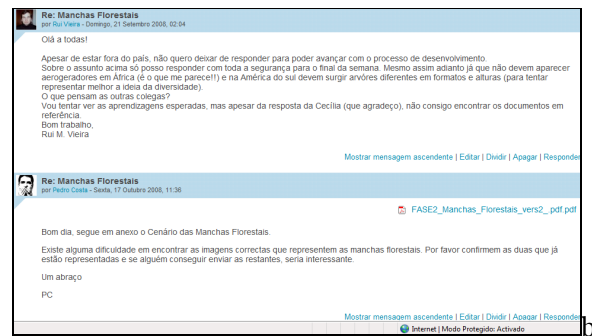 Re: Manchas Florestais
por Rui Vieira - Domingo, 21 Setembro 2008, 02:04
Olá a todas!
Apesar de estar fora do país, não quero deixar de responder para poder avançar com o processo de desenvolvimento.
Sobre o assunto acima só posso responder com toda a segurança para o final da semana. Mesmo assim adianto já que não devem aparecer
aerogeradores em África (é o que me parece!!) e na América do sul devem surgir arvóres diferentes em formatos e alturas (para tentar
representar melhor a ideia da diversidade).
O que pensam as outras colegas?
Vou tentar ver as aprendizagens esperadas, mas apesar da resposta da Cecília (que agradeço), não consigo encontrar os documentos em
referência.
Bom trabalho,
Rui M. Vieira
Mostrar mensagem ascendente | Editar | Dividir | Apagar | Responder
Re: Manchas Florestais
por Pedro Costa - Sexta, 17 Outubro 2008, 11:36
FASE2_Manchas_Florestais_vers2_.pdf.pdf
Bom dia, segue em anexo o Cenário das Manchas Florestais.
Existe alguma dificuldade em encontrar as imagens correctas que representem as manchas florestais. Por favor confirmem as duas que já
estão representadas e se alguém conseguir enviar as restantes, seria interessante.
Um abraço
PC
Mostrar mensagem ascendente | Editar | Dividir | Apagar | Responder
Internet | Modo Protegido: Activado
b